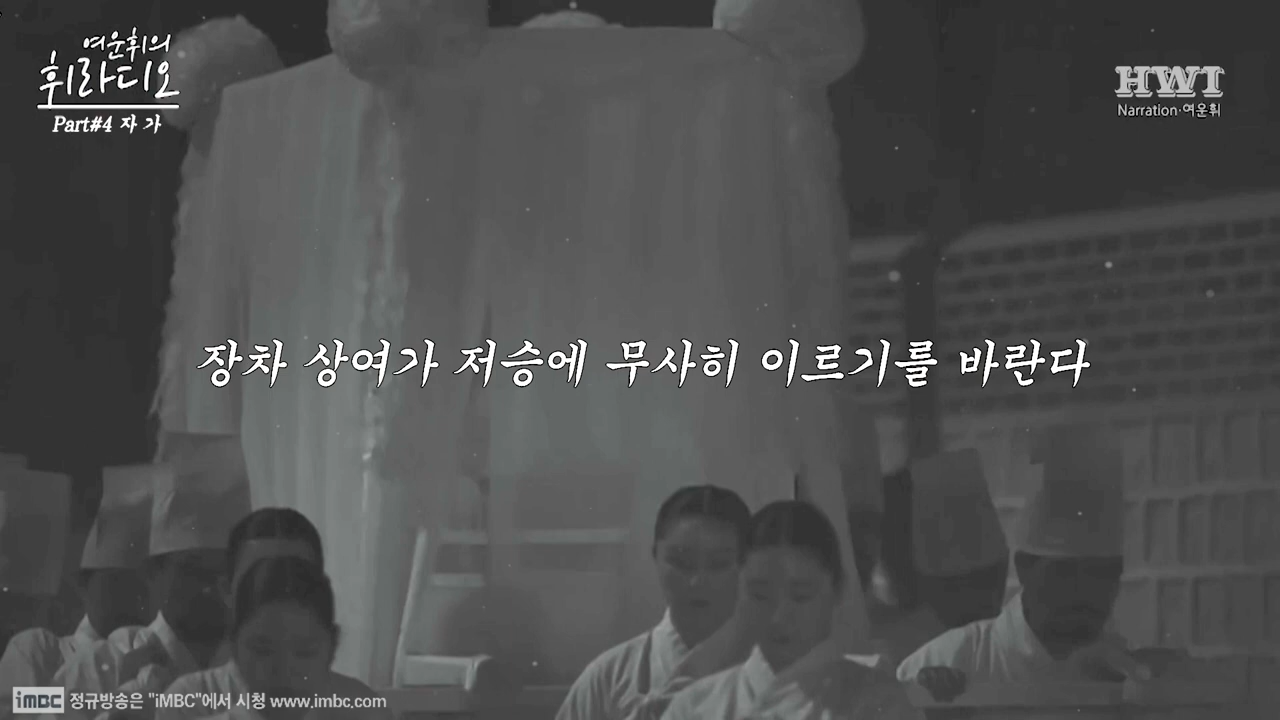 여운휘의
휘라디오
Part#4 자 가
HWI
Narration·여운휘
장차 상여가 저승에 무사히 이르기를 바란다
iMBC 정규방송은 "iMBC"에서 시청 www.imbc.com